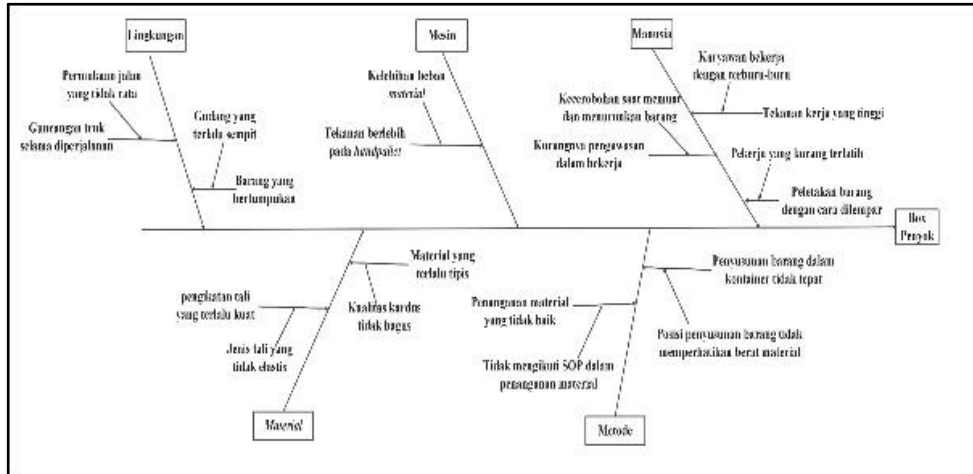 Lingkungan
Mesin
Manusia
Permukaan jalan
yang tidak rata
Guncangan truk
selama diperjalanan
Gudang yang
terlalu sempit
Barang yang
bertumpukan
Kelebihan beban
material
Tekanan berlebih
pada handpallet
Karyawan bekerja
dengan terburu-buru
Tekanan kerja yang tinggi
Kecerobohan saat memuat
dan menurunkan barang
Kurangnya pengawasan
dalam bekerja
Pekerja yang kurang terlatih
Peletakan barang
dengan cara dilempar
Box
Penyok
Material yang
terlalu tipis
Kualitas kardus
tidak bagus
pengikatan tali
yang terlalu kuat
Jenis tali yang
tidak elastis
Material
Penyusunan barang dalam
kontainer tidak tepat
Posisi penyusunan barang tidak
memperhatikan berat material
Penanganan material
yang tidak baik
Tidak mengikuti SOP dalam
penanganan material
Metode